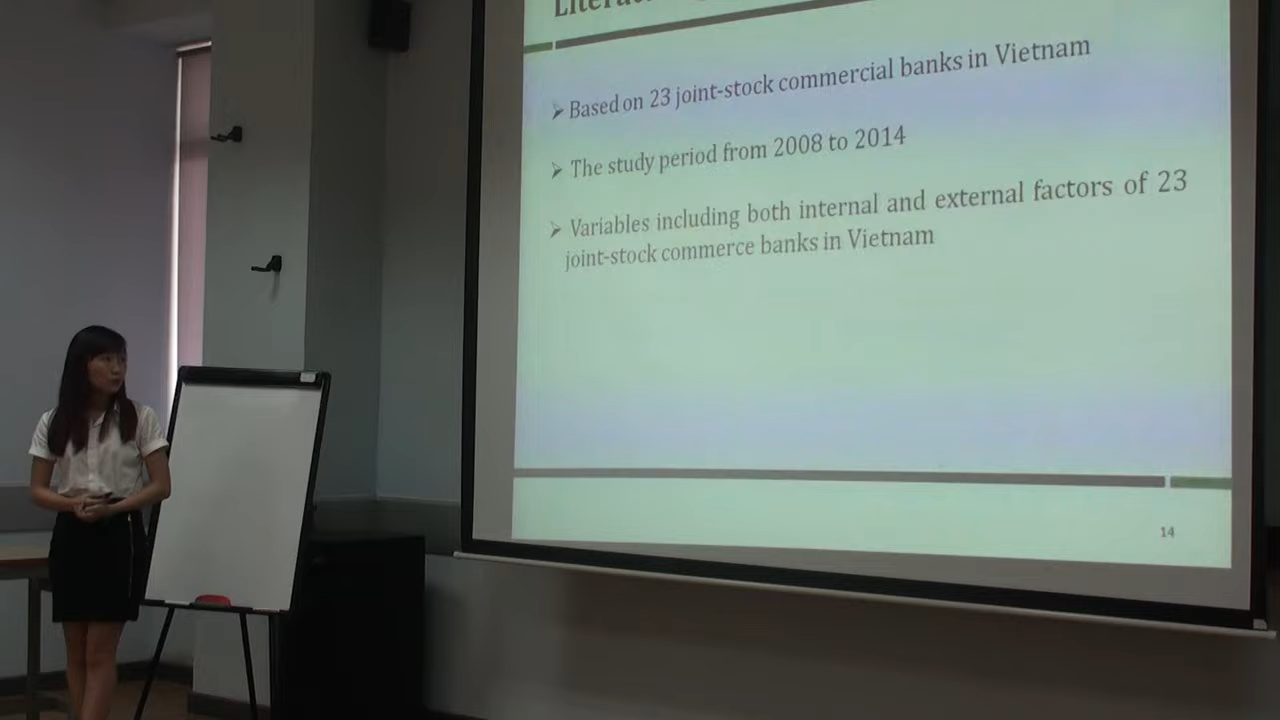 ➢ Based on 23 joint-stock commercial banks in Vietnam
➢ The study period from 2008 to 2014
➢ Variables including both internal and external factors of 23
joint-stock commerce banks in Vietnam
14